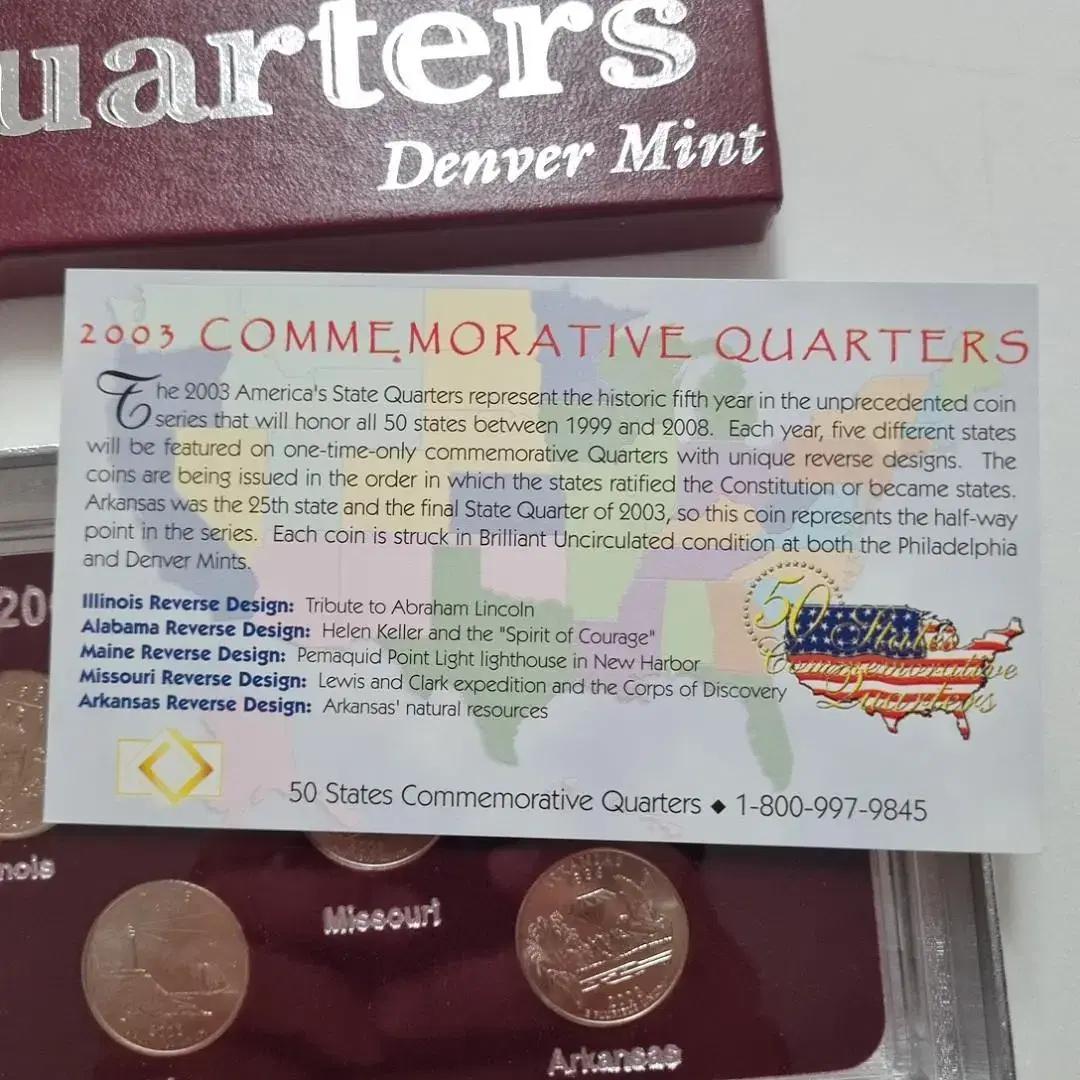 uarters
Denver Mint
2003 COMMEMORATIVE QUARTERS
The 2003 America's State Quarters represent the historic fifth year in the unprecedented coin
series that will honor all 50 states between 1999 and 2008. Each year, five different states
will be featured on one-time-only commemorative Quarters with unique reverse designs. The
coins are being issued in the order in which the states ratified the Constitution or became states.
Arkansas was the 25th state and the final State Quarter of 2003, so this coin represents the half-way
point in the series. Each coin is struck in Brilliant Uncirculated condition at both the Philadelphia
and Denver Mints.
Illinois Reverse Design: Tribute to Abraham Lincoln
Alabama Reverse Design: Helen Keller and the "Spirit of Courage"
Maine Reverse Design: Pemaquid Point Light lighthouse in New Harbor
Missouri Reverse Design: Lewis and Clark expedition and the Corps of Discovery
Arkansas Reverse Design: Arkansas' natural resources
50 States
Commemorative
Quarters
50 States Commemorative Quarters ◆ 1-800-997-9845
20
nois
Missouri
Arkansas